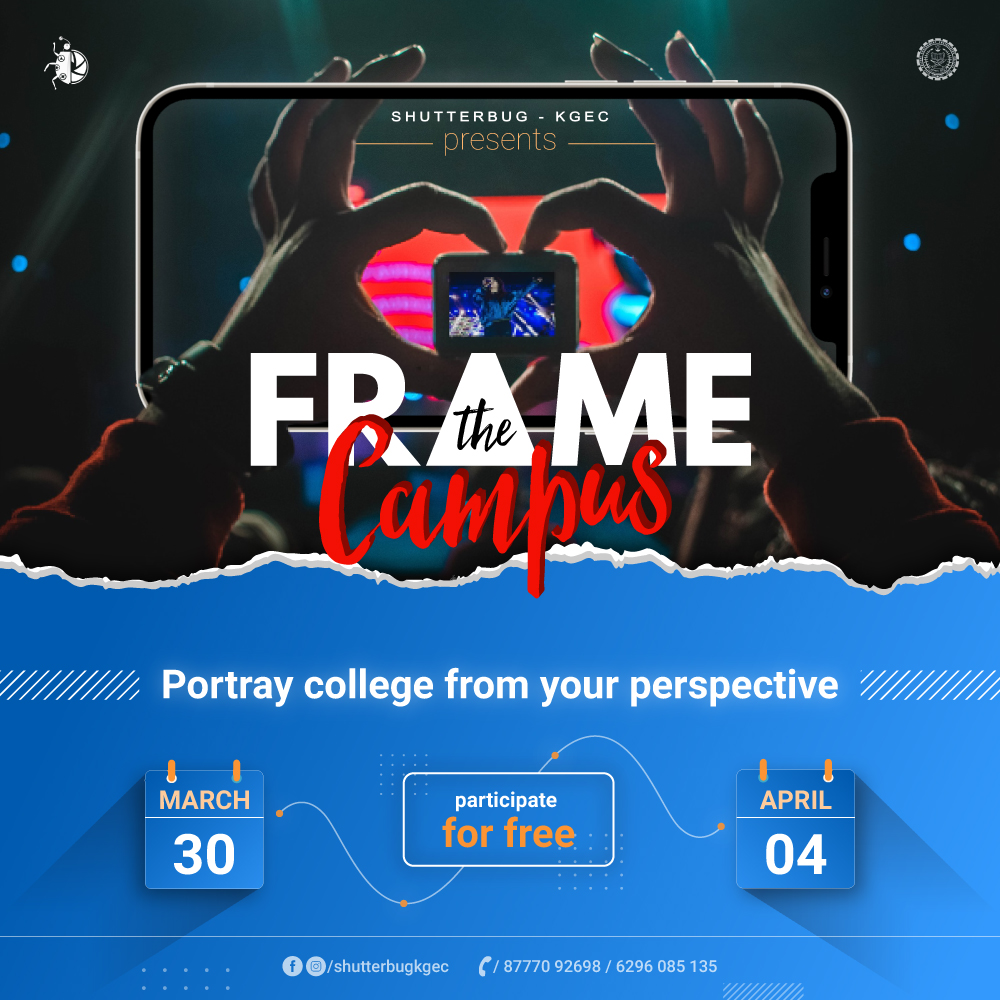 SHUTTERBUG - KGEC
presents
FRAME
the
Campus
Portray college from your perspective
MARCH
30
participate
for free
APRIL
04
/shutterbugkgec
/ 87770 92698 / 6296 085 135